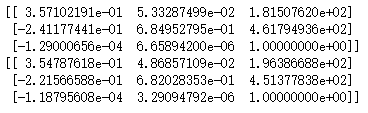 [[ 3.57102191e-01 5.33287499e-02 1.81507620e+02]
[-2.41177441e-01 6.84952795e-01 4.61794936e+02]
[-1.29000656e-04 6.65894200e-06 1.00000000e+00]]
[[ 3.54787618e-01 4.86857109e-02 1.96386688e+02]
[-2.21566588e-01 6.82028353e-01 4.51377838e+02]
[-1.18795608e-04 3.29094792e-06 1.00000000e+00]]